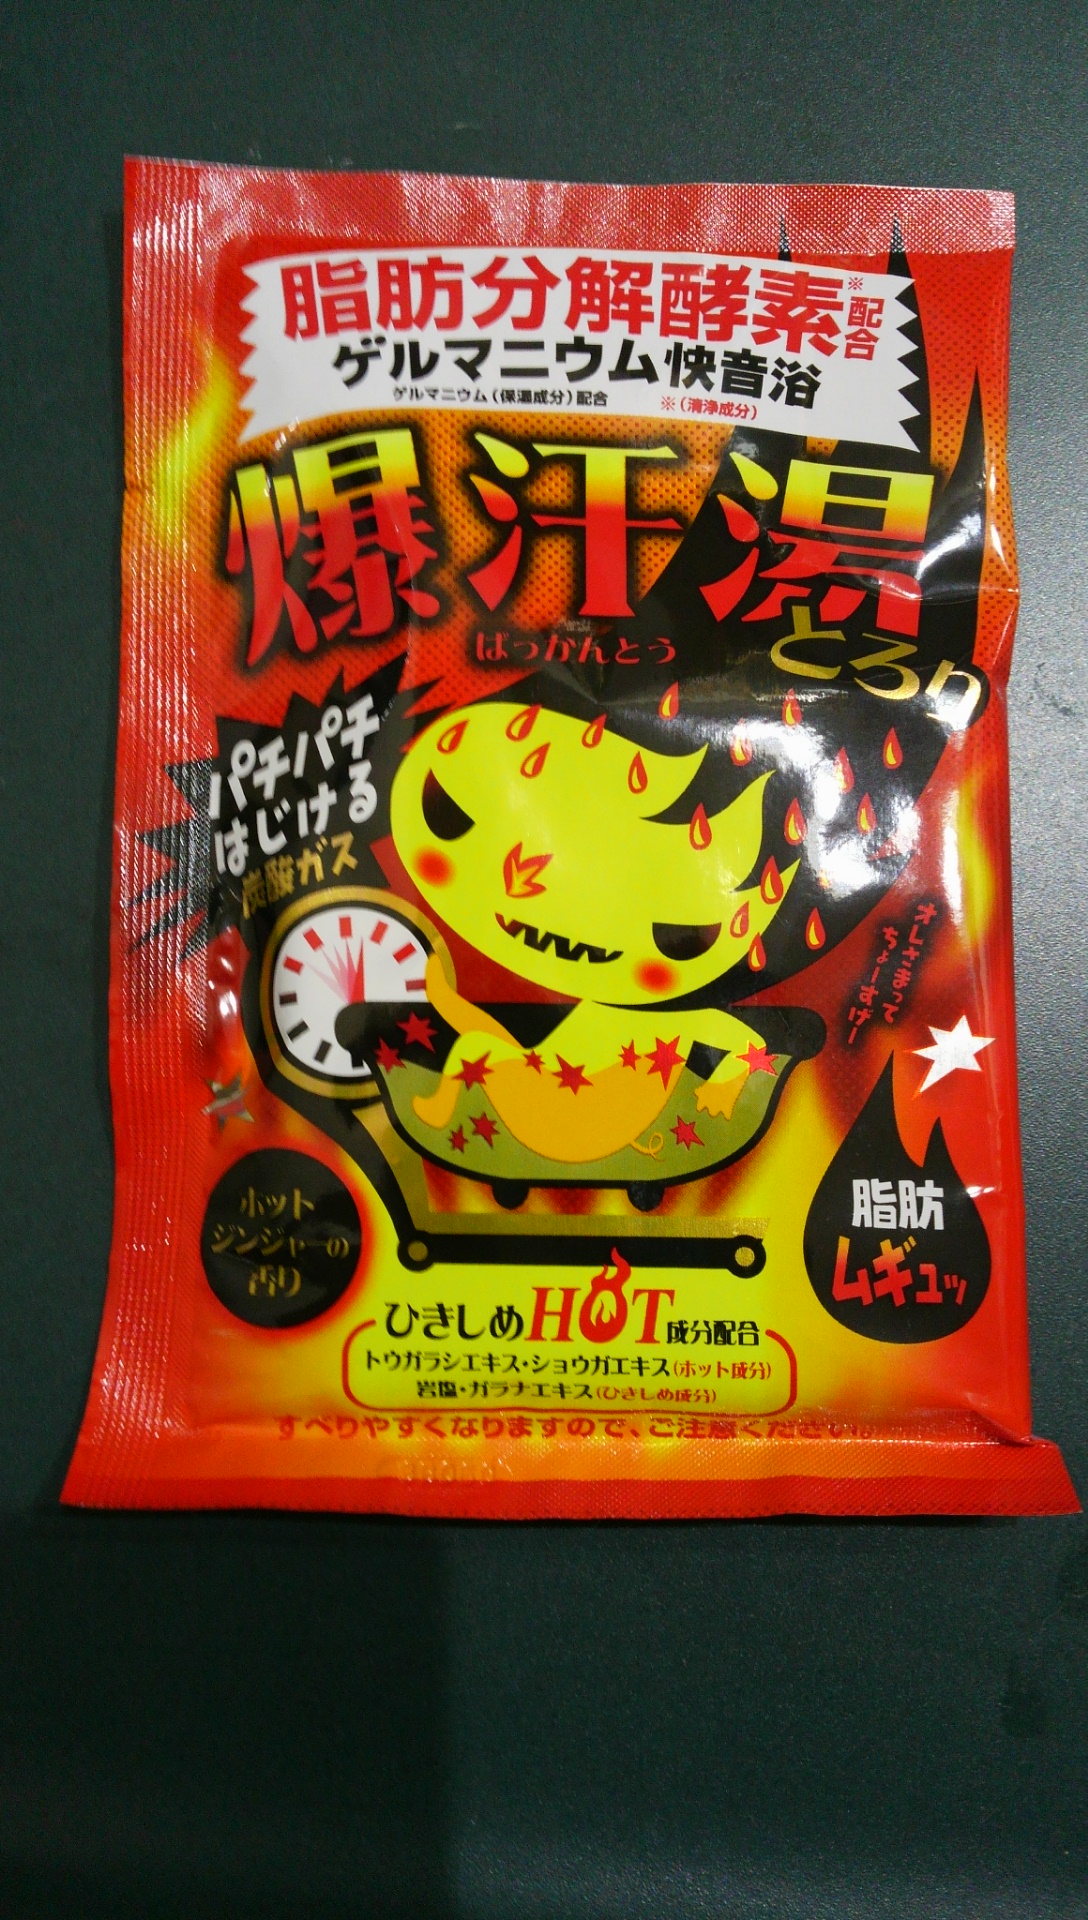 脂肪分解酵素※配合
ゲルマニウム快音浴
ゲルマニウム(保温成分)配合 ※(清浄成分)
爆汗湯
ばっかんとう
とろり
パチパチ
はじける
炭酸ガス
オレさまって
ちょーすげー
ホット
ジンジャーの
香り
脂肪
ムギュッ
ひきしめHOT成分配合
トウガラシエキス・ショウガエキス(ホット成分)
岩塩・ガラナエキス(ひきしめ成分)
すべりやすくなりますので、ご注意ください。